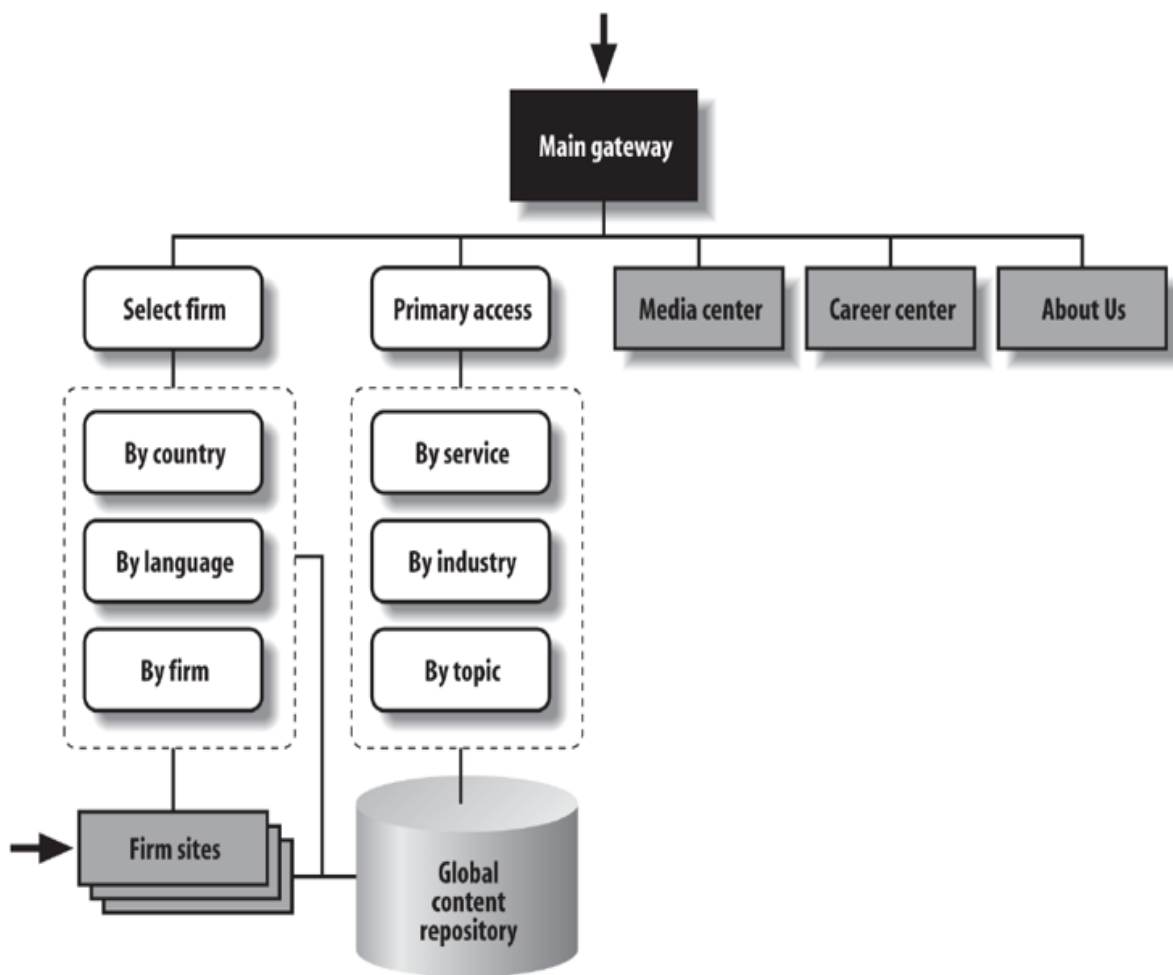 Main gateway
Select firm
Primary access
Media center
Career center
About Us
By country
By service
By language
By industry
By firm
By topic
Firm sites
Global
content
repository